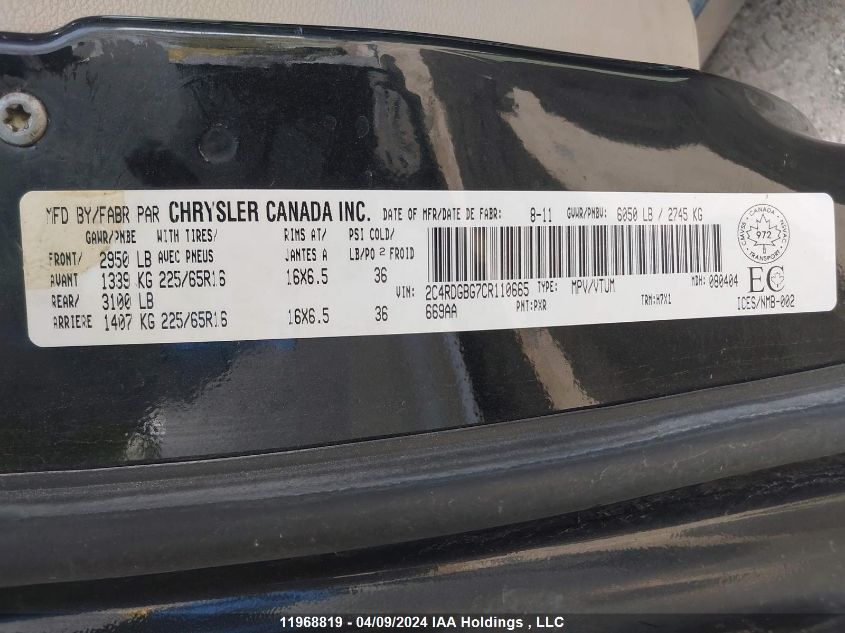 MFD BY/FABR PAR CHRYSLER CANADA INC. DATE OF MFR/DATE DE FABR: 8-11 GVWR/PNBV: 6050 LB / 2745 KG
GAWR/PNBE WITH TIRES/ RIMS AT/ PSI COLD/
FRONT/ 2950 LB AVEC PNEUS JANTES A LB/PO² FROID
AVANT 1339 KG 225/65R16 16X6.5 36
REAR/ 3100 LB
ARRIERE 1407 KG 225/65R16 16X6.5 36
VIN: 2C4RDGBG7CR110665 TYPE: MPV/VTUM MDH: 080404
669AA PNT: PXR TRM: H7X1
CANADA
972
TRANSPORT
EC
ICES/NMB-002
11968819 - 04/09/2024 IAA Holdings , LLC